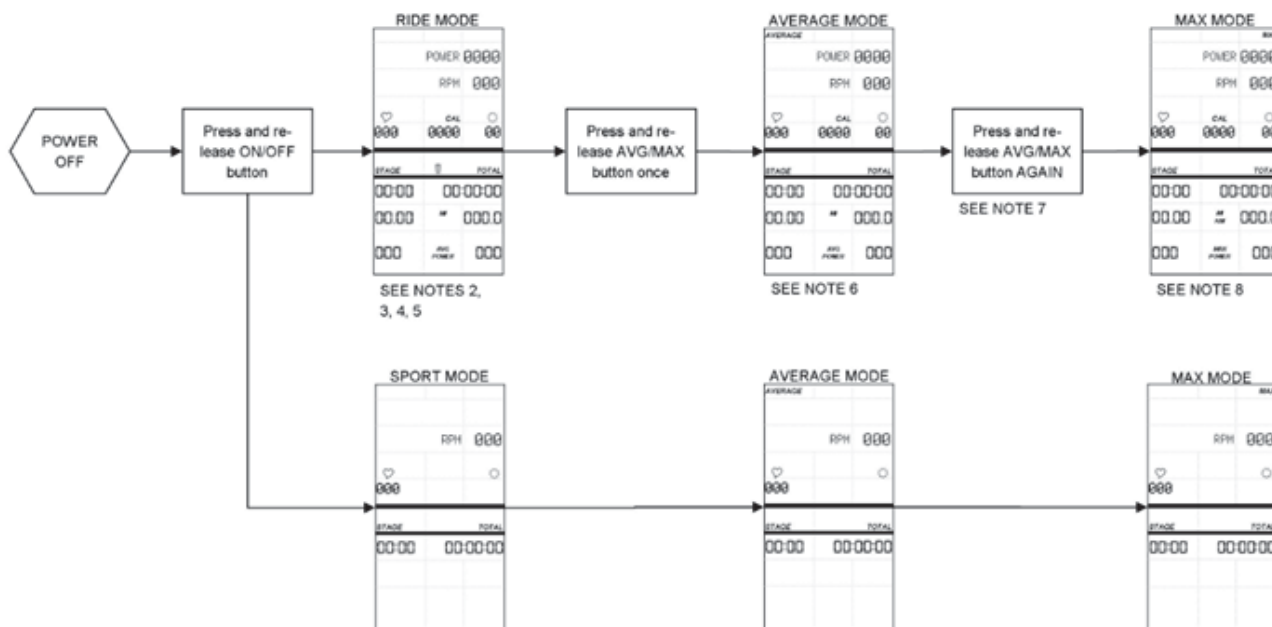 RIDE MODE
POWER 0000
RPM 000
CAL
000 0000 00
STAGE TOTAL
00:00 00:00:00
00.00 M 000.0
000 AVG POWER 000
SEE NOTES 2,
3, 4, 5
AVERAGE MODE
AVERAGE
POWER 0000
RPM 000
CAL
000 0000 00
STAGE TOTAL
00:00 00:00:00
00.00 M 000.0
000 AVG POWER 000
SEE NOTE 6
MAX MODE
POWER 0000
RPM 000
CAL
000 0000
STAGE TOTAL
00:00
00.00
000 MAX POWER
SEE NOTE 8
POWER
OFF
Press and re-
lease ON/OFF
button
Press and re-
lease AVG/MAX
button once
Press and re-
lease AVG/MAX
button AGAIN
SEE NOTE 7
SPORT MODE
RPM 000
000
STAGE TOTAL
00:00 00:00:00
AVERAGE MODE
AVERAGE
RPM 000
000
STAGE TOTAL
00:00 00:00:00
MAX MODE
RPM 000
000
STAGE TOTAL
00:00